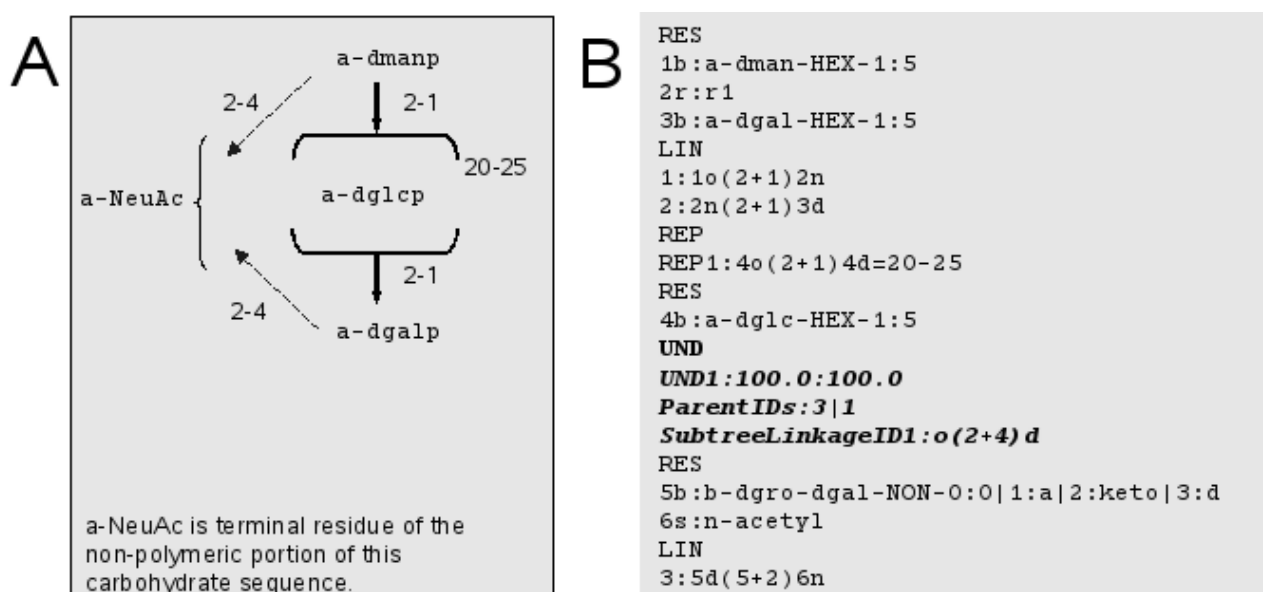 A
a-dmanp
2-4
2-1
20-25
a-NeuAc
a-dglcp
2-1
2-4
a-dgalp
a-NeuAc is terminal residue of the
non-polymeric portion of this
carbohydrate sequence.
B
RES
1b:a-dman-HEX-1:5
2r:r1
3b:a-dgal-HEX-1:5
LIN
1:1o(2+1)2n
2:2n(2+1)3d
REP
REP1:4o(2+1)4d=20-25
RES
4b:a-dglc-HEX-1:5
UND
UND1:100.0:100.0
ParentIDs:3|1
SubtreeLinkageID1:o(2+4)d
RES
5b:b-dgro-dgal-NON-0:0|1:a|2:keto|3:d
6s:n-acetyl
LIN
3:5d(5+2)6n